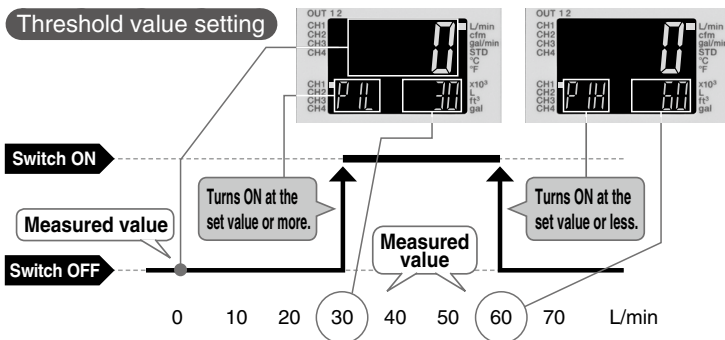 Threshold value setting
OUT 1 2
CH1
CH2
CH3
CH4
0
L/min
cfm
gal/min
STD
°C
°F
CH1
CH2
CH3
CH4
P1L
30
x10³
L
ft³
gal
OUT 1 2
CH1
CH2
CH3
CH4
0
L/min
cfm
gal/min
STD
°C
°F
CH1
CH2
CH3
CH4
P1H
60
x10³
L
ft³
gal
Switch ON
Turns ON at the
set value or more.
Turns ON at the
set value or less.
Measured value
Measured
value
Switch OFF
0 10 20 30 40 50 60 70 L/min